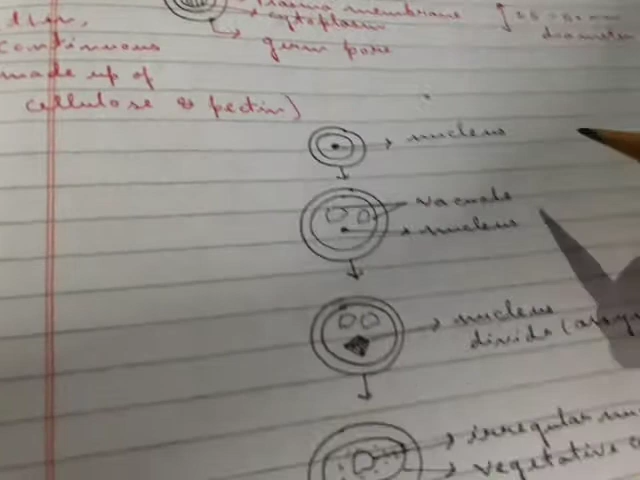 plasma membrane
cytoplasm
diameter
continuous
germ pore
made up of
cellulose & pectin)
nucleus
vacuole
nucleus
nucleus
divide
irregular
vegetative